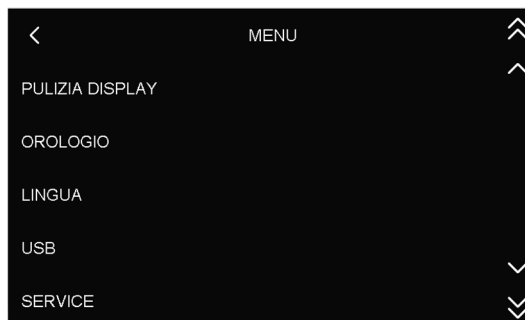 MENU
PULIZIA DISPLAY
OROLOGIO
LINGUA
USB
SERVICE